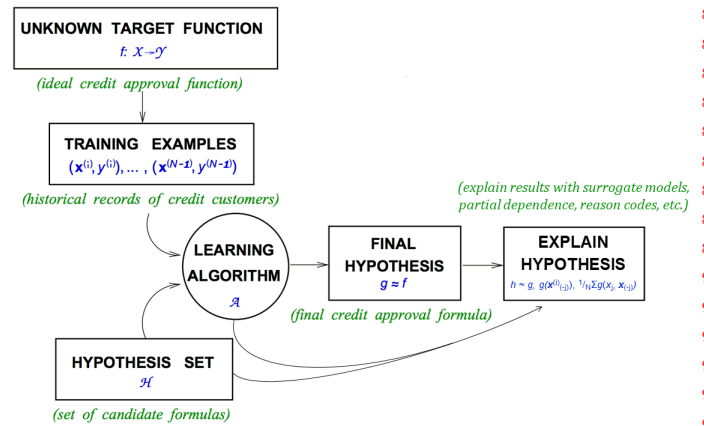 UNKNOWN TARGET FUNCTION
f: 𝒳→𝒴
(ideal credit approval function)
TRAINING EXAMPLES
(x⁽ⁱ⁾, y⁽ⁱ⁾), ... , (x⁽ᴺ⁻¹⁾, y⁽ᴺ⁻¹⁾)
(historical records of credit customers)
LEARNING
ALGORITHM
𝒜
HYPOTHESIS SET
ℋ
(set of candidate formulas)
FINAL
HYPOTHESIS
g ≈ f
(final credit approval formula)
(explain results with surrogate models,
partial dependence, reason codes, etc.)
EXPLAIN
HYPOTHESIS
h ~ g, g(x⁽ⁱ⁾₍₋ⱼ₎), ¹/NΣg(xⱼ, x₍₋ⱼ₎)